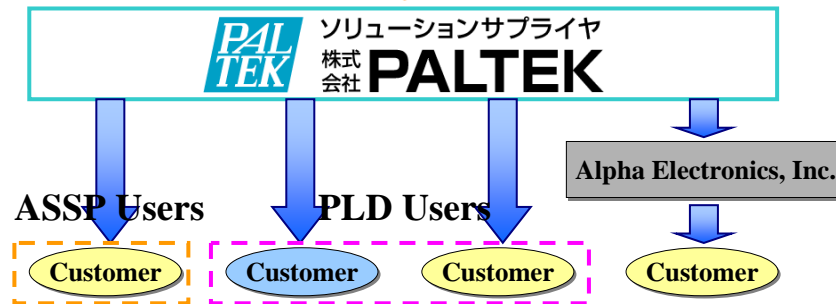 PAL
TEK
ソリューションサプライヤ
株式
会社 PALTEK
Alpha Electronics, Inc.
ASSP Users
PLD Users
Customer
Customer
Customer
Customer